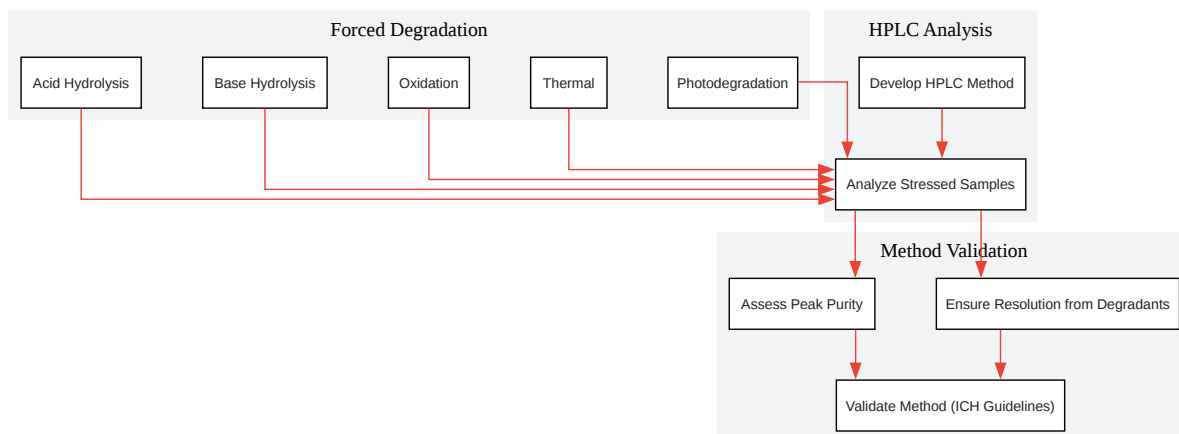 Forced Degradation
Acid Hydrolysis
Base Hydrolysis
Oxidation
Thermal
Photodegradation
HPLC Analysis
Develop HPLC Method
Analyze Stressed Samples
Method Validation
Assess Peak Purity
Ensure Resolution from Degradants
Validate Method (ICH Guidelines)